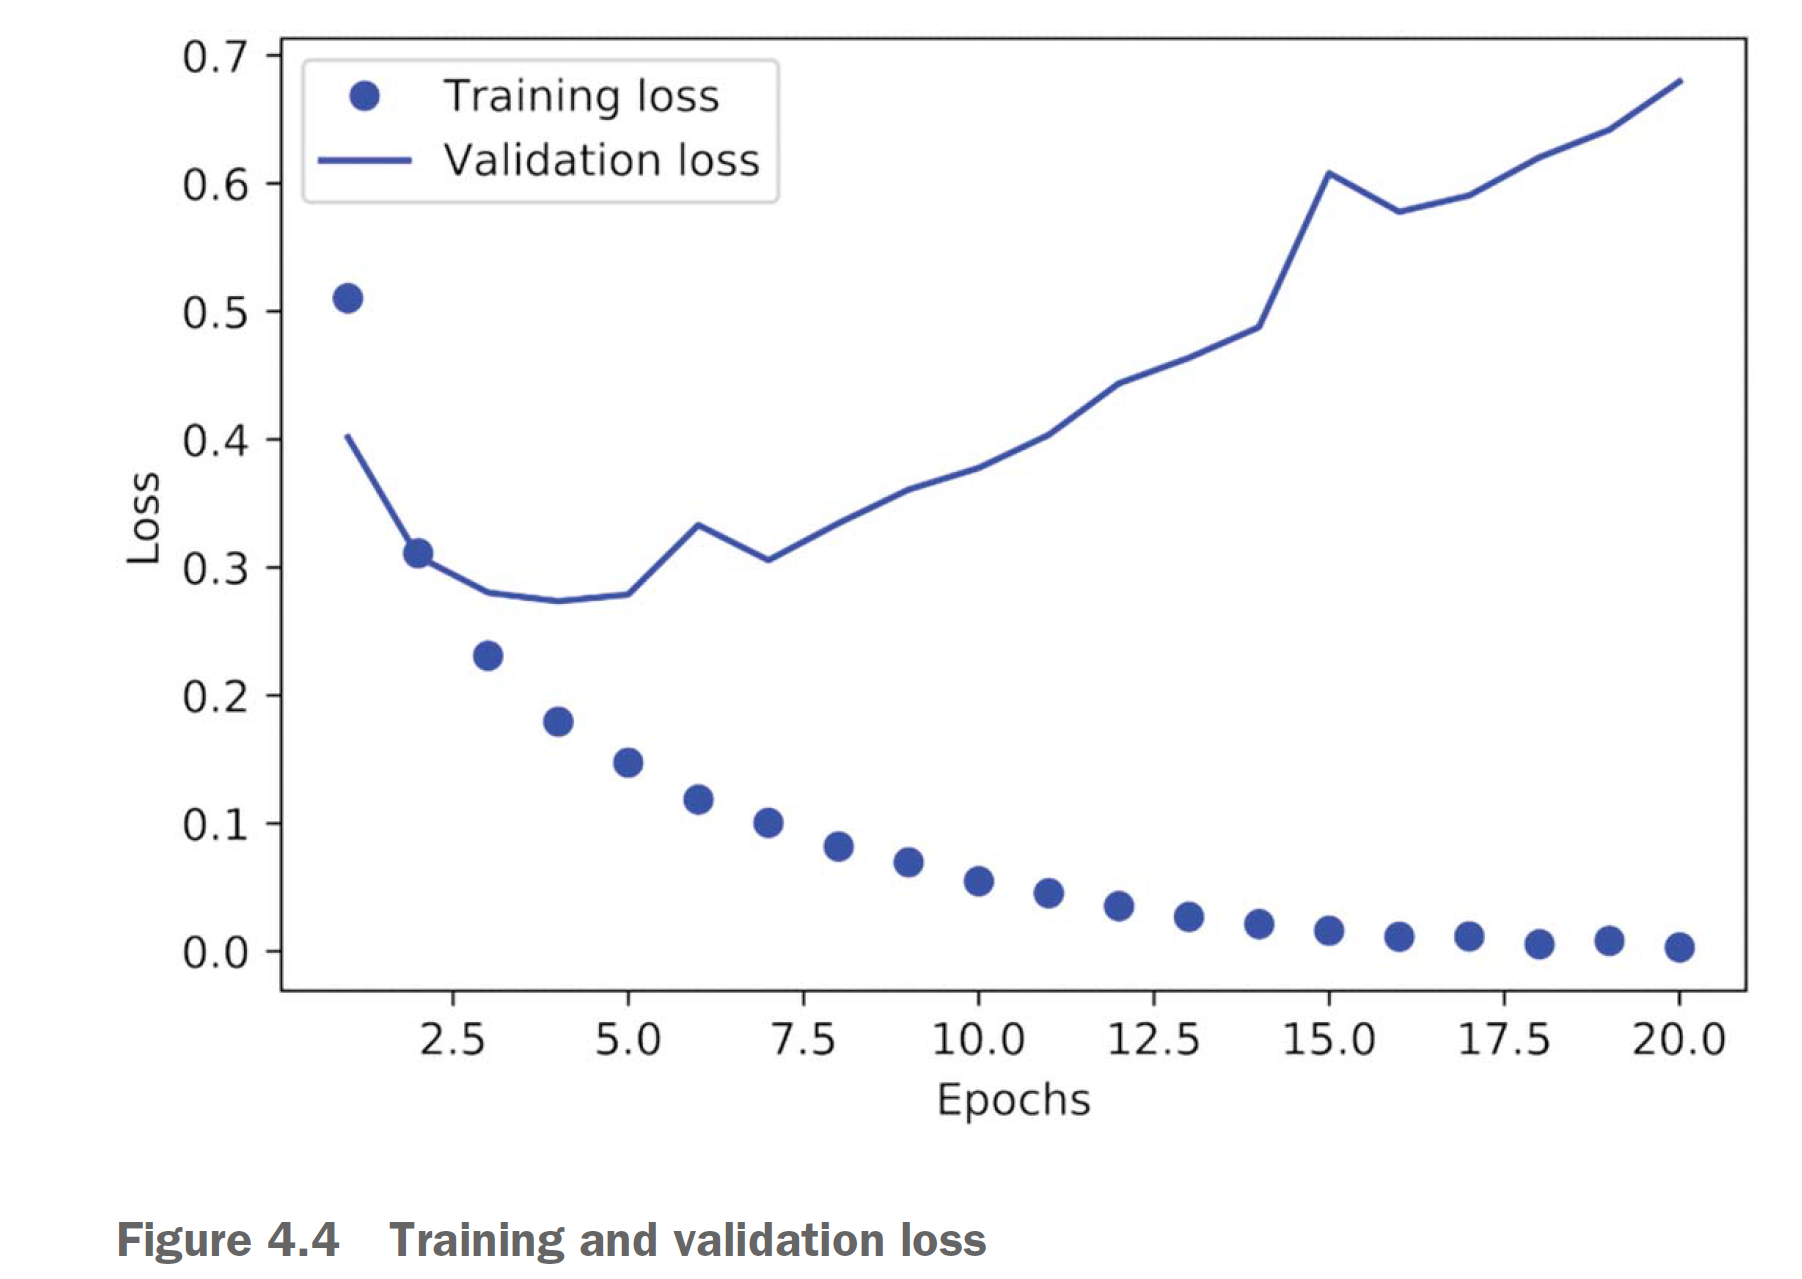 0.7
Training loss
Validation loss
0.6
0.5
0.4
Loss
0.3
0.2
0.1
0.0
2.5 5.0 7.5 10.0 12.5 15.0 17.5 20.0
Epochs
Figure 4.4 Training and validation loss